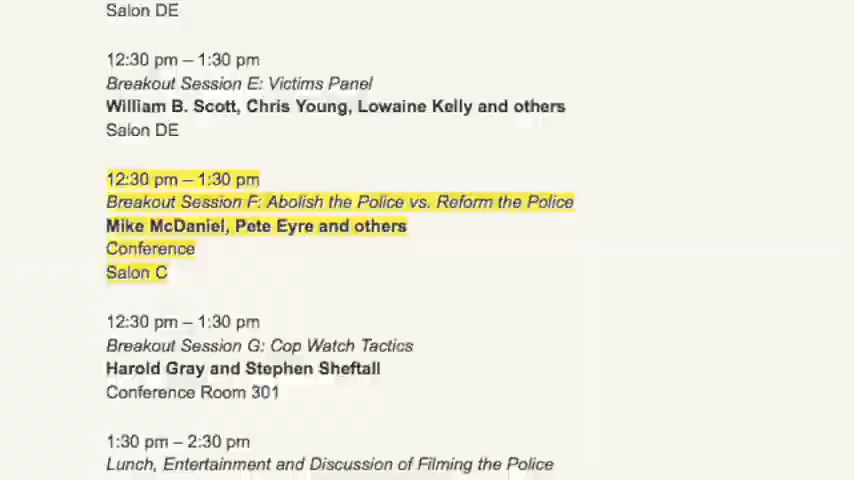 Salon DE
12:30 pm – 1:30 pm
Breakout Session E: Victims Panel
William B. Scott, Chris Young, Lowaine Kelly and others
Salon DE
12:30 pm – 1:30 pm
Breakout Session F: Abolish the Police vs. Reform the Police
Mike McDaniel, Pete Eyre and others
Conference
Salon C
12:30 pm – 1:30 pm
Breakout Session G: Cop Watch Tactics
Harold Gray and Stephen Sheftall
Conference Room 301
1:30 pm – 2:30 pm
Lunch, Entertainment and Discussion of Filming the Police